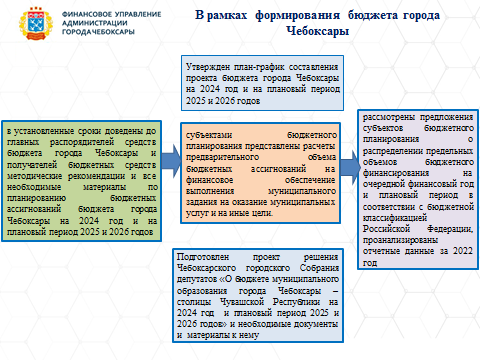 ФИНАНСОВОЕ УПРАВЛЕНИЕ
АДМИНИСТРАЦИИ
ГОРОДА ЧЕБОКСАРЫ
В рамках формирования бюджета города
Чебоксары
Утвержден план-график составления
проекта бюджета города Чебоксары
на 2024 год и на плановый период
2025 и 2026 годов
в установленные сроки доведены до
главных распорядителей средств
бюджета города Чебоксары и
получателей бюджетных средств
методические рекомендации и все
необходимые материалы по
планированию бюджетных
ассигнований бюджета города
Чебоксары на 2024 год и на
плановый период 2025 и 2026 годов
субъектами бюджетного
планирования представлены расчеты
предварительного объема
бюджетных ассигнований на
финансовое обеспечение
выполнения муниципального
задания на оказание муниципальных
услуг и на иные цели.
рассмотрены предложения
субъектов бюджетного
планирования о
распределении предельных
объемов бюджетного
финансирования на
очередной финансовый год
и плановый период в
соответствии с бюджетной
классификацией
Российской Федерации,
проанализированы
отчетные данные за 2022
год
Подготовлен проект решения
Чебоксарского городского Собрания
депутатов «О бюджете муниципального
образования города Чебоксары –
столицы Чувашской Республики на
2024 год и плановый период 2025 и
2026 годов» и необходимые документы
и материалы к нему